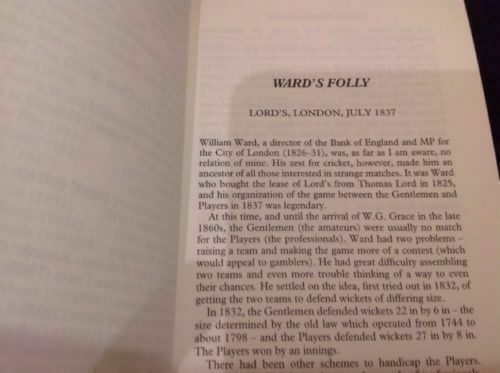 WARD'S FOLLY
LORD'S, LONDON, JULY 1837
William Ward, a director of the Bank of England and MP for
the City of London (1826–31), was, as far as I am aware, no
relation of mine. His zest for cricket, however, made him an
ancestor of all those interested in strange matches. It was Ward
who bought the lease of Lord's from Thomas Lord in 1825,
and his organization of the game between the Gentlemen and
Players in 1837 was legendary.
At this time, and until the arrival of W.G. Grace in the late
1860s, the Gentlemen (the amateurs) were usually no match
for the Players (the professionals). Ward had two problems –
raising a team and making the game more of a contest (which
would appeal to gamblers). He had great difficulty assembling
two teams and even more trouble thinking of a way to even
their chances. He settled on the idea, first tried out in 1832, of
getting the two teams to defend wickets of differing size.
In 1832, the Gentlemen defended wickets 22 in by 6 in – the
size determined by the old law which operated from 1744 to
about 1798 – and the Players defended wickets 27 in by 8 in.
The Players won by an innings.
There had been other schemes to handicap the Players.